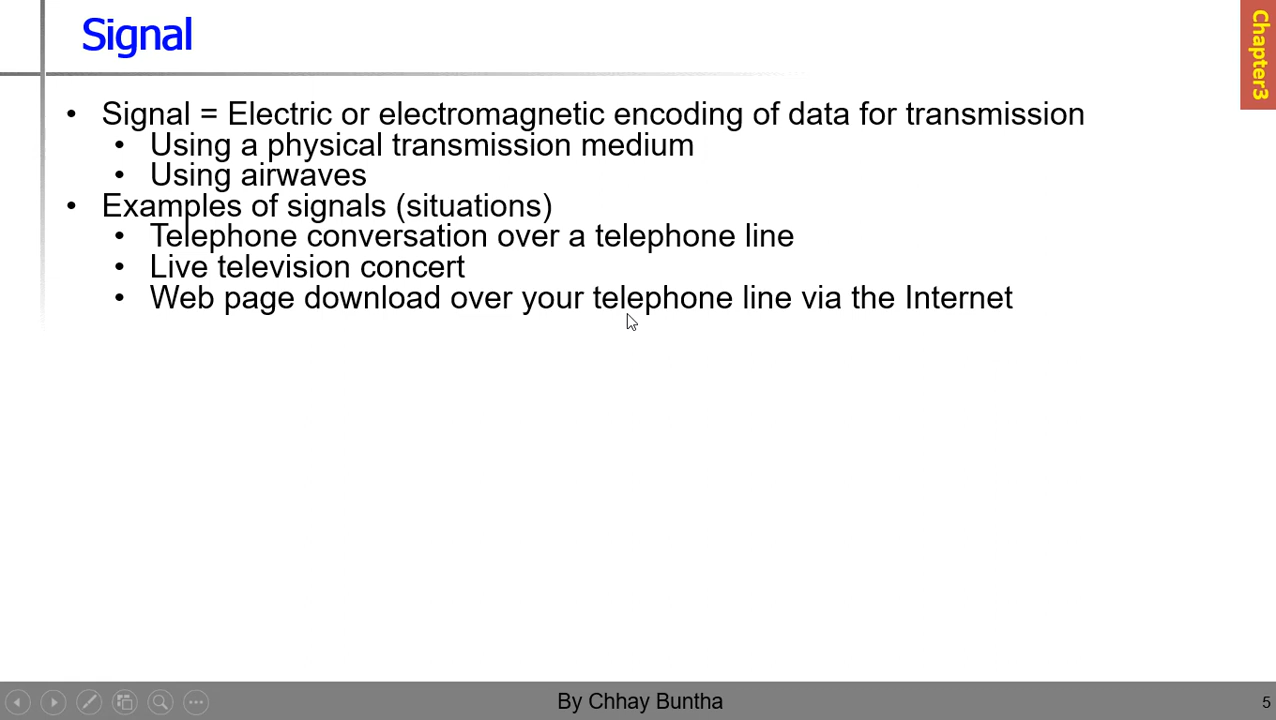 Signal
Chapter3
• Signal = Electric or electromagnetic encoding of data for transmission
• Using a physical transmission medium
• Using airwaves
• Examples of signals (situations)
• Telephone conversation over a telephone line
• Live television concert
• Web page download over your telephone line via the Internet
By Chhay Buntha
5